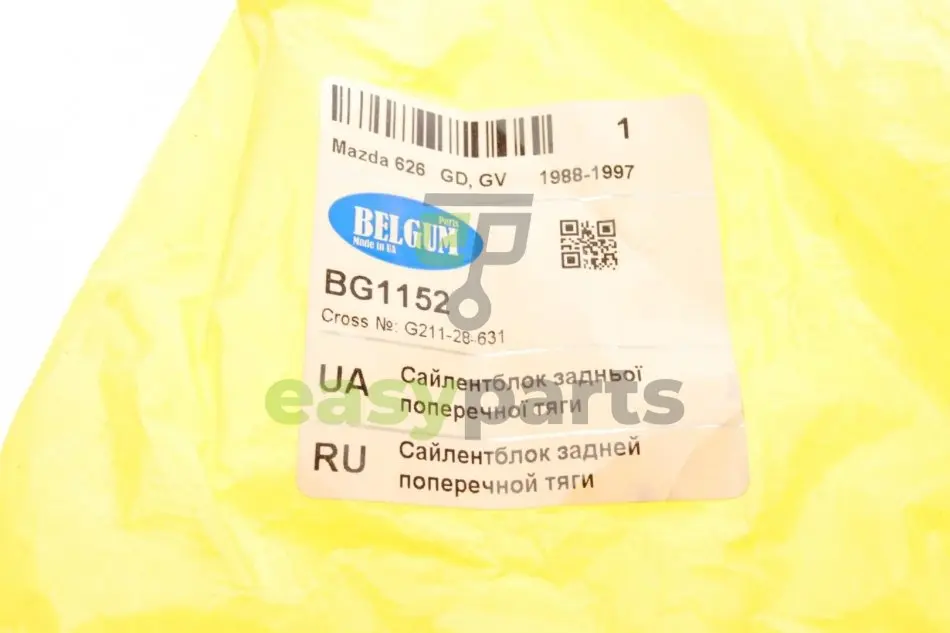 1
Mazda 626 GD, GV 1988-1997
BELGUM
Parts
Made in UA
BG1152
Cross №: G211-28-631
UA Сайлентблок задньої
поперечної тяги
easyparts
RU Сайлентблок задней
поперечной тяги